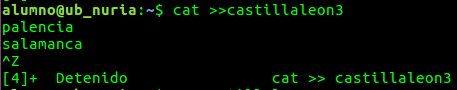 alumno@ub_nuria:~$ cat >>castillaleon3
palencia
salamanca
^Z
[4]+  Detenido                cat >> castillaleon3